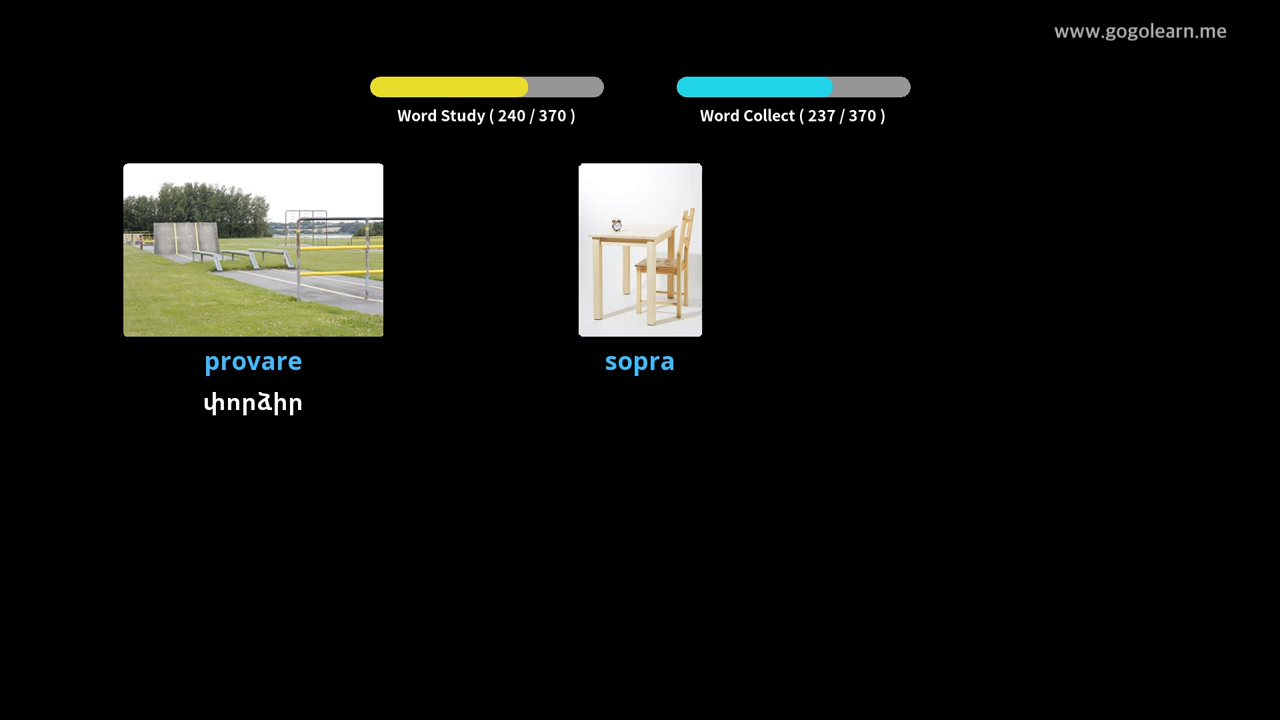 www.gogolearn.me
Word Study ( 240 / 370 )
Word Collect ( 237 / 370 )
provare
sopra
փորձիր